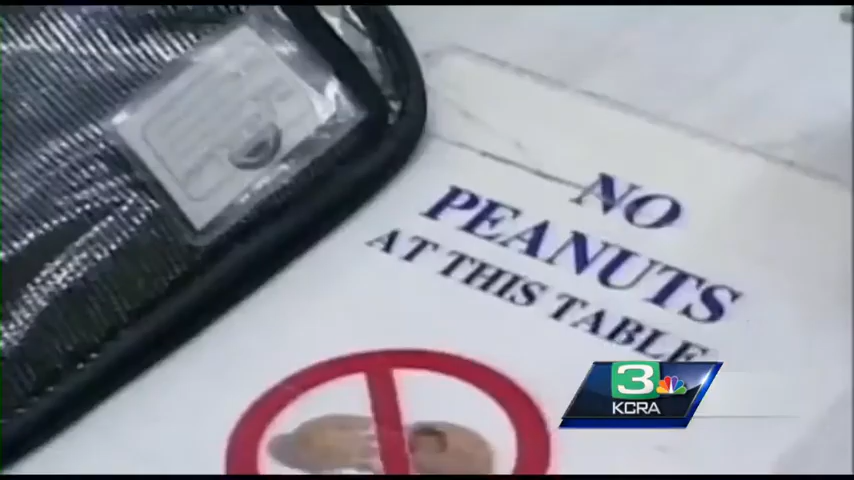 NO
PEANUTS
AT THIS TABLE
3
KCRA